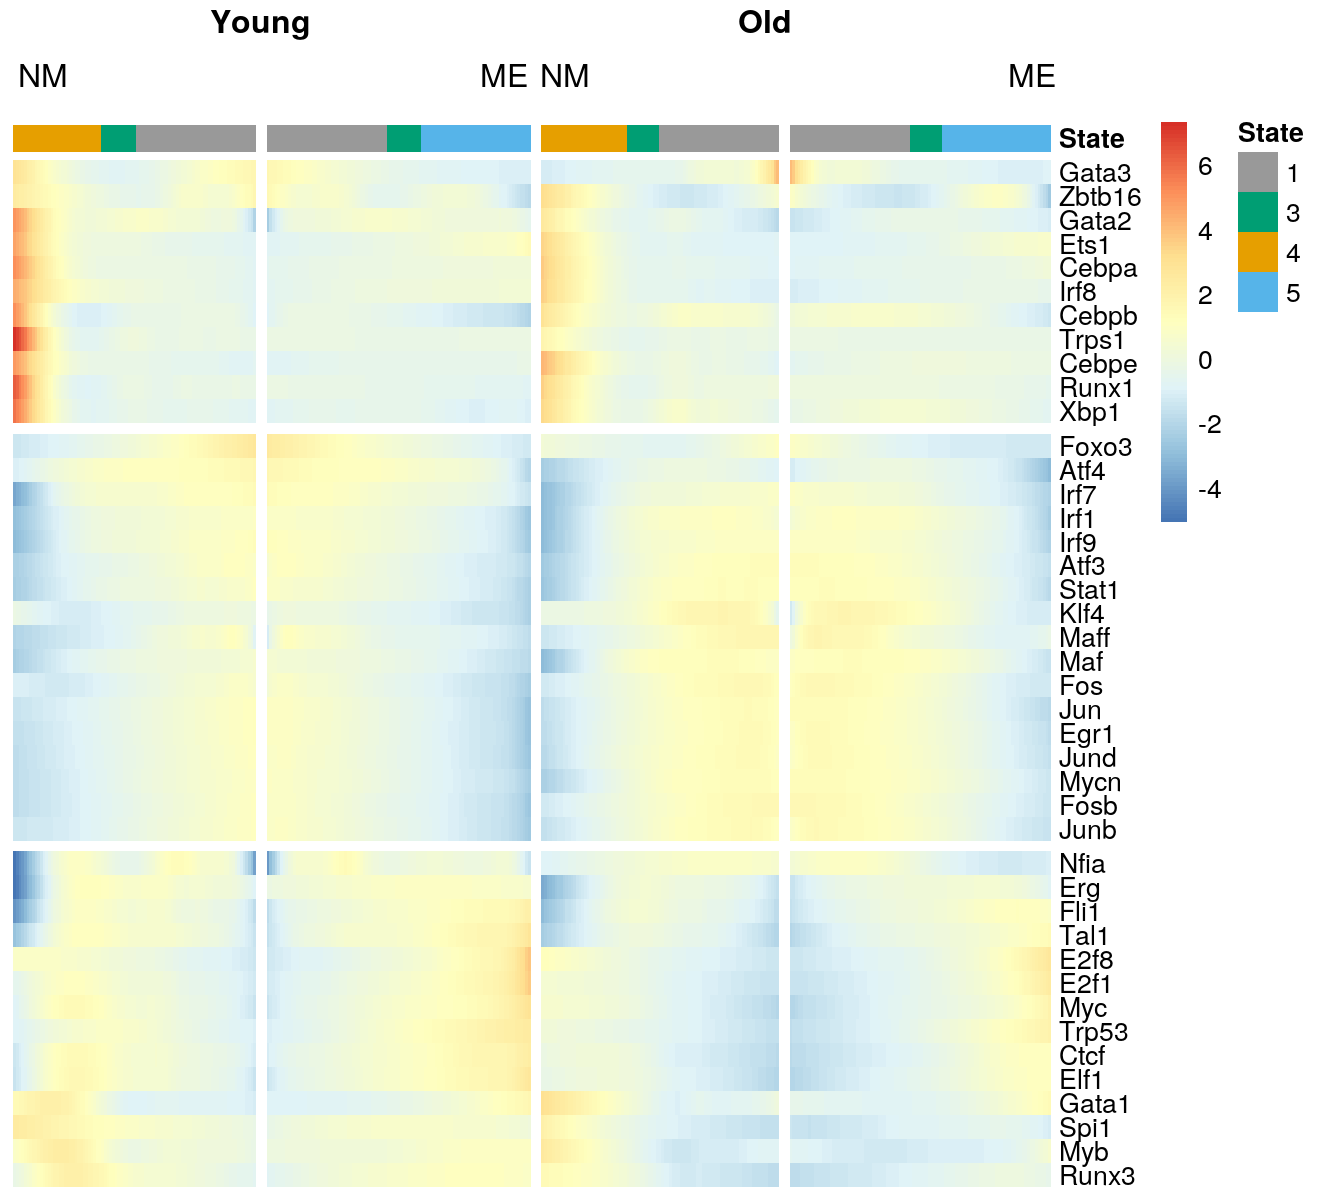 Young Old
NM ME NM ME
State
Gata3
Zbtb16
Gata2
Ets1
Cebpa
Irf8
Cebpb
Trps1
Cebpe
Runx1
Xbp1
Foxo3
Atf4
Irf7
Irf1
Irf9
Atf3
Stat1
Klf4
Maff
Maf
Fos
Jun
Egr1
Jund
Mycn
Fosb
Junb
Nfia
Erg
Fli1
Tal1
E2f8
E2f1
Myc
Trp53
Ctcf
Elf1
Gata1
Spi1
Myb
Runx3
6
4
2
0
-2
-4
State
1
3
4
5